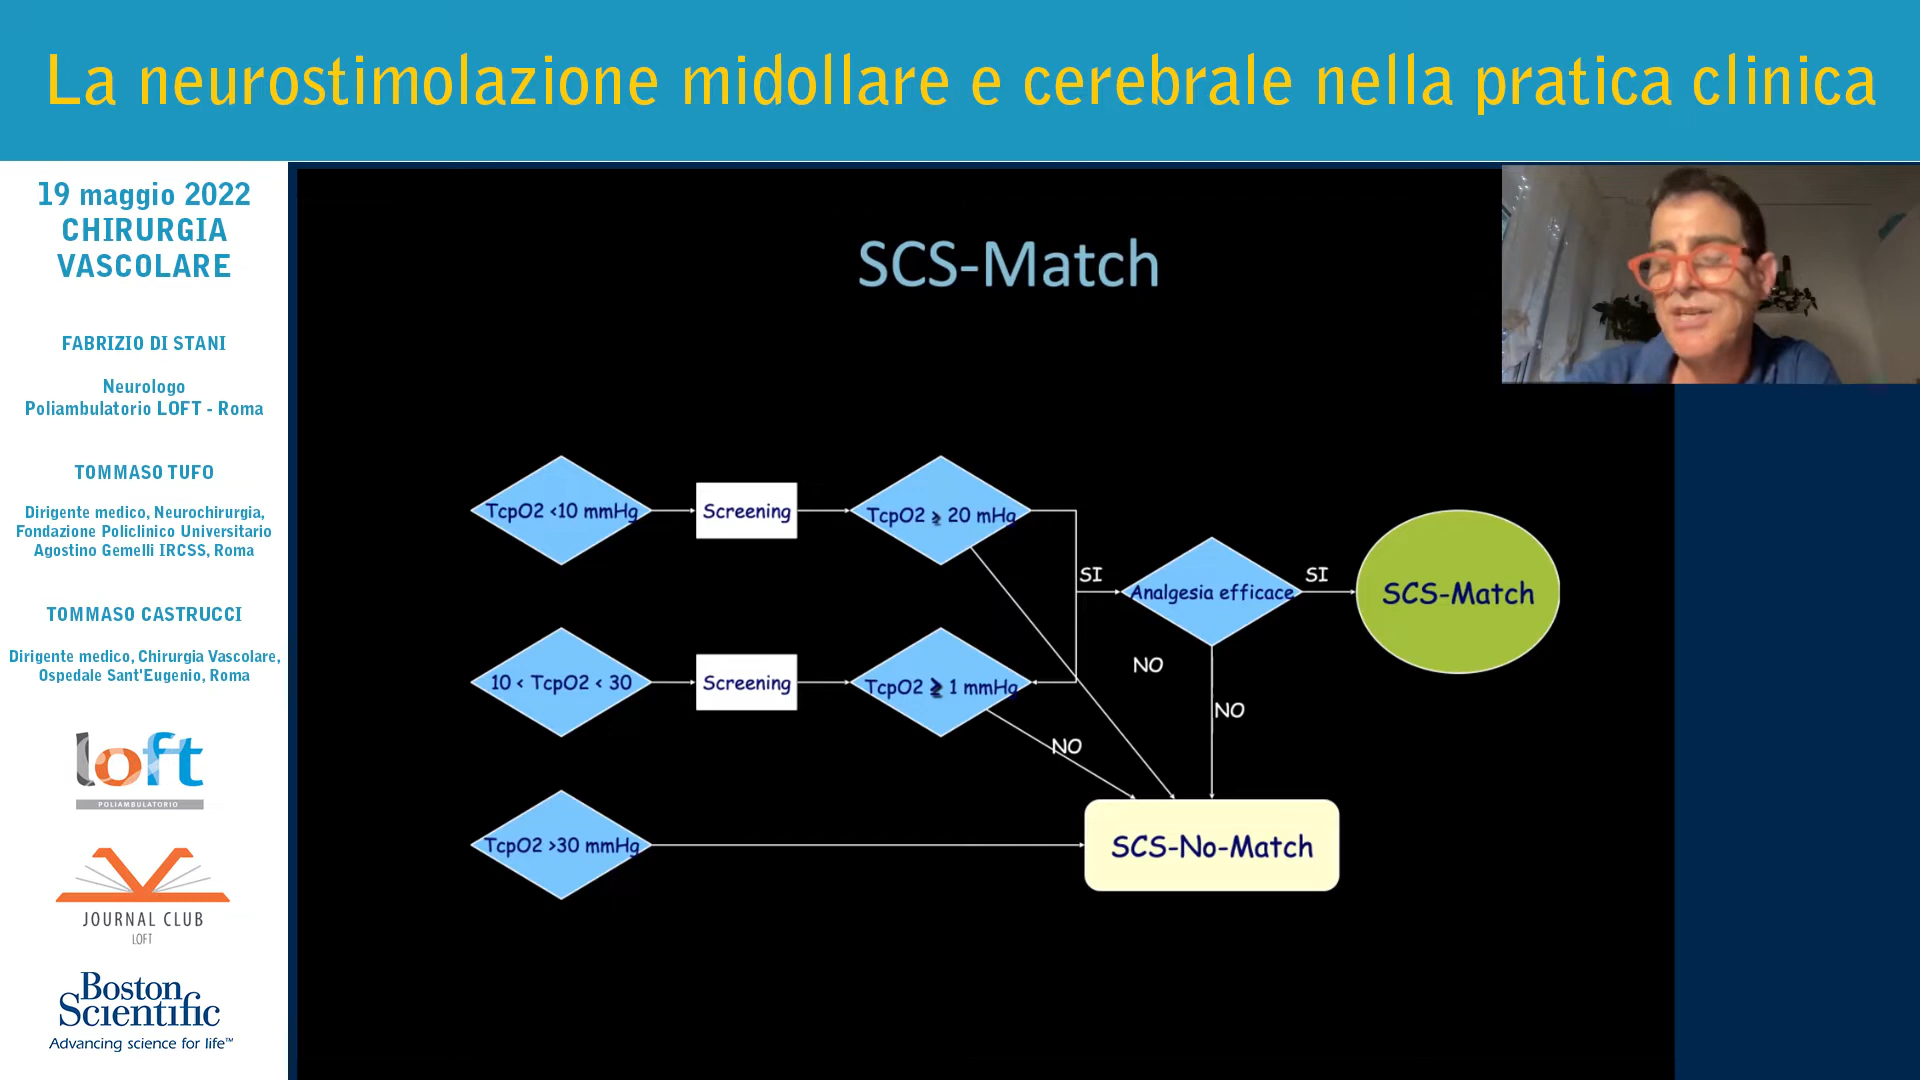 La neurostimolazione midollare e cerebrale nella pratica clinica
19 maggio 2022
CHIRURGIA
VASCOLARE
FABRIZIO DI STANI
Neurologo
Poliambulatorio LOFT - Roma
TOMMASO TUFO
Dirigente medico, Neurochirurgia,
Fondazione Policlinico Universitario
Agostino Gemelli IRCSS, Roma
TOMMASO CASTRUCCI
Dirigente medico, Chirurgia Vascolare,
Ospedale Sant'Eugenio, Roma
loft
POLIAMBULATORIO
JOURNAL CLUB
LOFT
Boston
Scientific
Advancing science for life™
SCS-Match
TcpO2 <10 mmHg
Screening
TcpO2 ≥ 20 mHg
SI
Analgesia efficace
SI
SCS-Match
10 < TcpO2 < 30
Screening
TcpO2 ≥ 1 mmHg
NO
NO
NO
TcpO2 >30 mmHg
SCS-No-Match